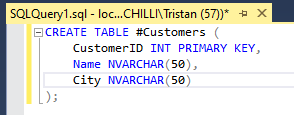 SQLQuery1.sql - loc...CHILLI\Tristan (57))*
CREATE TABLE #Customers (
    CustomerID INT PRIMARY KEY,
    Name NVARCHAR(50),
    City NVARCHAR(50)
);